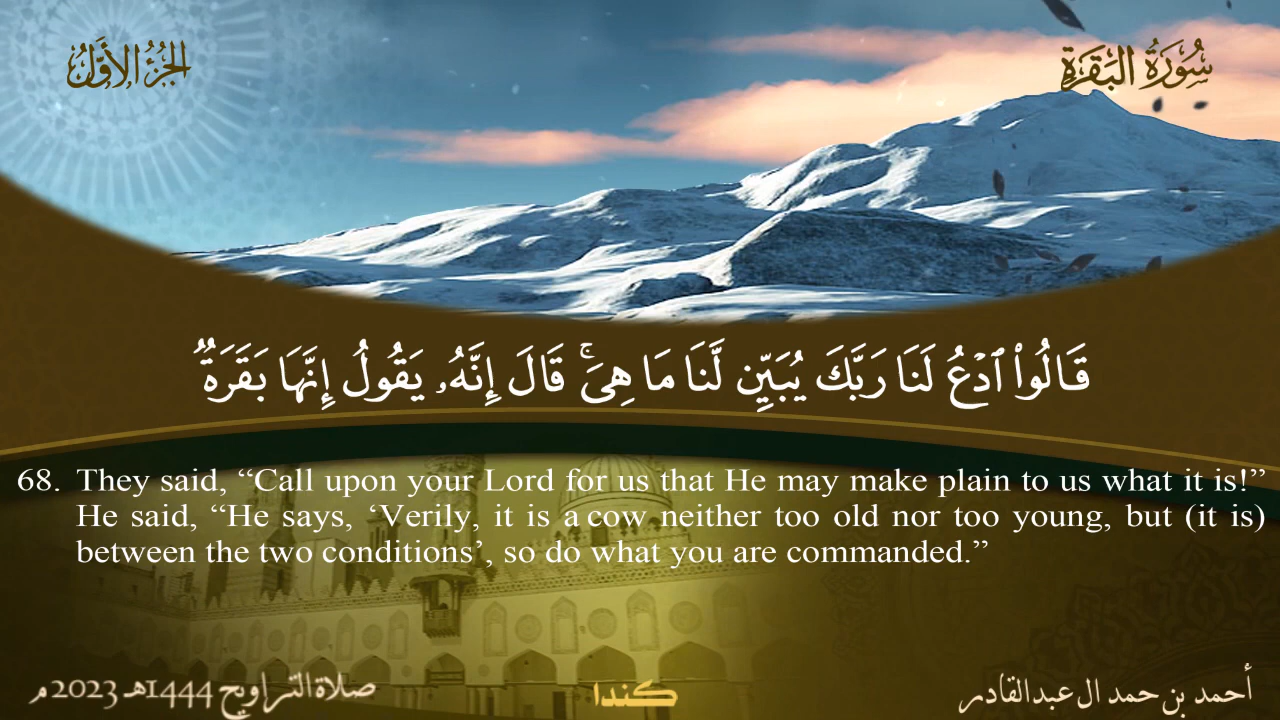 الجزء الأول
سورة البقرة
قَالُوا۟ ٱدۡعُ لَنَا رَبَّكَ يُبَيِّن لَّنَا مَا هِىَۚ قَالَ إِنَّهُۥ يَقُولُ إِنَّهَا بَقَرَةٌ
68. They said, “Call upon your Lord for us that He may make plain to us what it is!”
He said, “He says, ‘Verily, it is a cow neither too old nor too young, but (it is)
between the two conditions’, so do what you are commanded.”
أحمد بن حمد ال عبدالقادر
كندا
صلاة التراويح 1444هـ 2023م